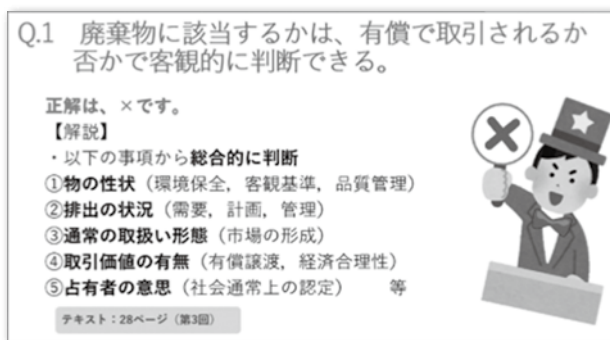 Q.1 廃棄物に該当するかは、有償で取引されるか
否かで客観的に判断できる。
正解は、×です。
【解説】
・以下の事項から総合的に判断
①物の性状（環境保全，客観基準，品質管理）
②排出の状況（需要，計画，管理）
③通常の取扱い形態（市場の形成）
④取引価値の有無（有償譲渡，経済合理性）
⑤占有者の意思（社会通常上の認定）　　等
テキスト：28ページ（第3回）